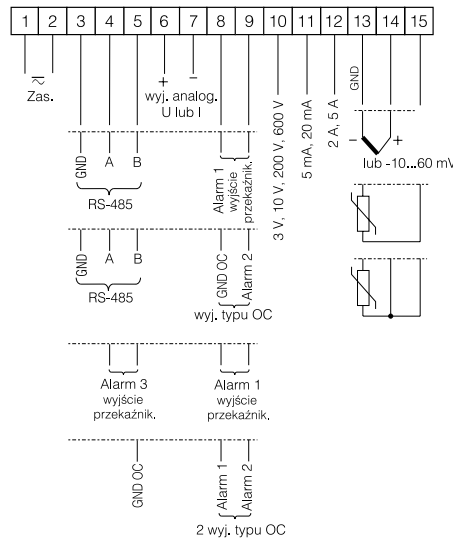 1 2 3 4 5 6 7 8 9 10 11 12 13 14 15
Zas.
+ −
wyj. analog.
U lub I
3 V, 10 V, 200 V, 600 V
5 mA, 20 mA
2 A, 5 A
GND
− +
lub -10...60 mV
GND A B
RS-485
Alarm 1
wyjście
przekaźnik.
GND A B
RS-485
GND OC
Alarm 2
wyj. typu OC
Alarm 3
wyjście
przekaźnik.
Alarm 1
wyjście
przekaźnik.
GND OC
Alarm 1
Alarm 2
2 wyj. typu OC